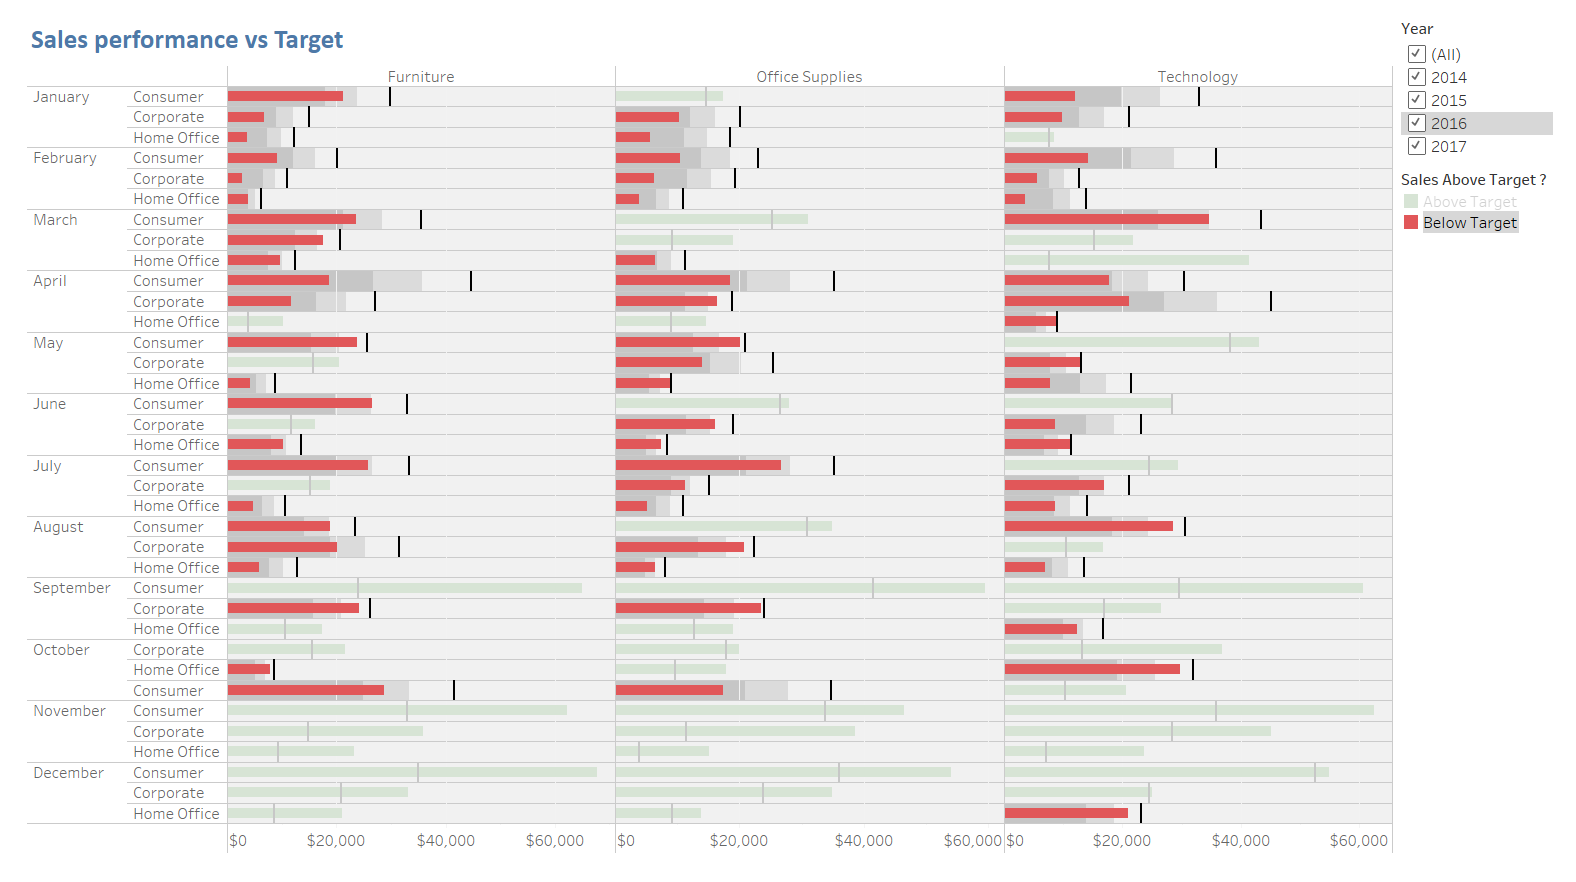 Sales performance vs Target
Furniture Office Supplies Technology
January Consumer
Corporate
Home Office
February Consumer
Corporate
Home Office
March Consumer
Corporate
Home Office
April Consumer
Corporate
Home Office
May Consumer
Corporate
Home Office
June Consumer
Corporate
Home Office
July Consumer
Corporate
Home Office
August Consumer
Corporate
Home Office
September Consumer
Corporate
Home Office
October Corporate
Home Office
Consumer
November Consumer
Corporate
Home Office
December Consumer
Corporate
Home Office
$0 $20,000 $40,000 $60,000 $0 $20,000 $40,000 $60,000 $0 $20,000 $40,000 $60,000
Year
(All)
2014
2015
2016
2017
Sales Above Target ?
Above Target
Below Target